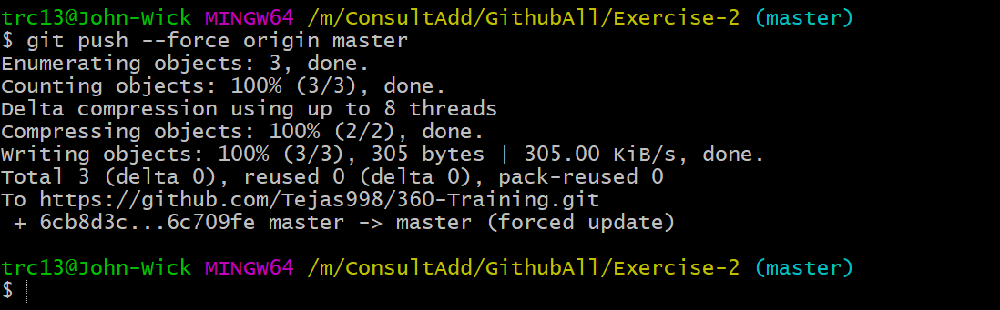 trc13@John-Wick MINGW64 /m/ConsultAdd/GithubAll/Exercise-2 (master)
$ git push --force origin master
Enumerating objects: 3, done.
Counting objects: 100% (3/3), done.
Delta compression using up to 8 threads
Compressing objects: 100% (2/2), done.
Writing objects: 100% (3/3), 305 bytes | 305.00 KiB/s, done.
Total 3 (delta 0), reused 0 (delta 0), pack-reused 0
To https://github.com/Tejas998/360-Training.git
 + 6cb8d3c...6c709fe master -> master (forced update)

trc13@John-Wick MINGW64 /m/ConsultAdd/GithubAll/Exercise-2 (master)
$